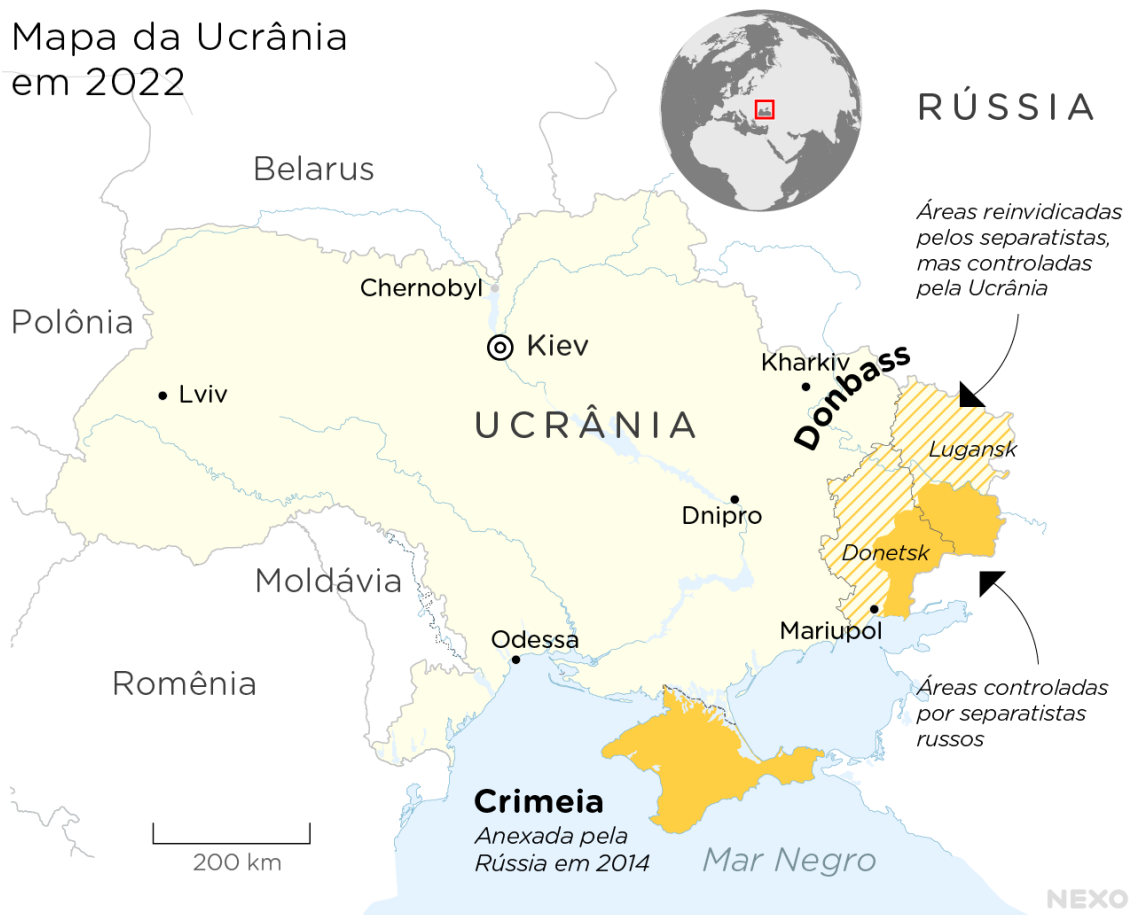 Mapa da Ucrânia
em 2022
RÚSSIA
Belarus
Áreas reinvidicadas
pelos separatistas,
mas controladas
pela Ucrânia
Chernobyl
Polônia
Kiev
Kharkiv
Donbass
Lviv
UCRÂNIA
Lugansk
Dnipro
Donetsk
Moldávia
Mariupol
Odessa
Romênia
Áreas controladas
por separatistas
russos
Crimeia
Anexada pela
Rússia em 2014
Mar Negro
200 km
NEXO